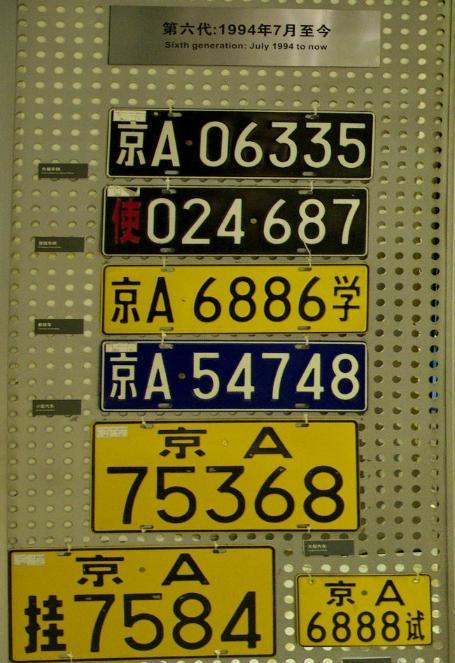 第六代:1994年7月至今
Sixth generation: July 1994 to now
京A·06335
使024·687
京A·6886学
京A·54748
京·A
75368
京·A
挂7584
京·A
6888试